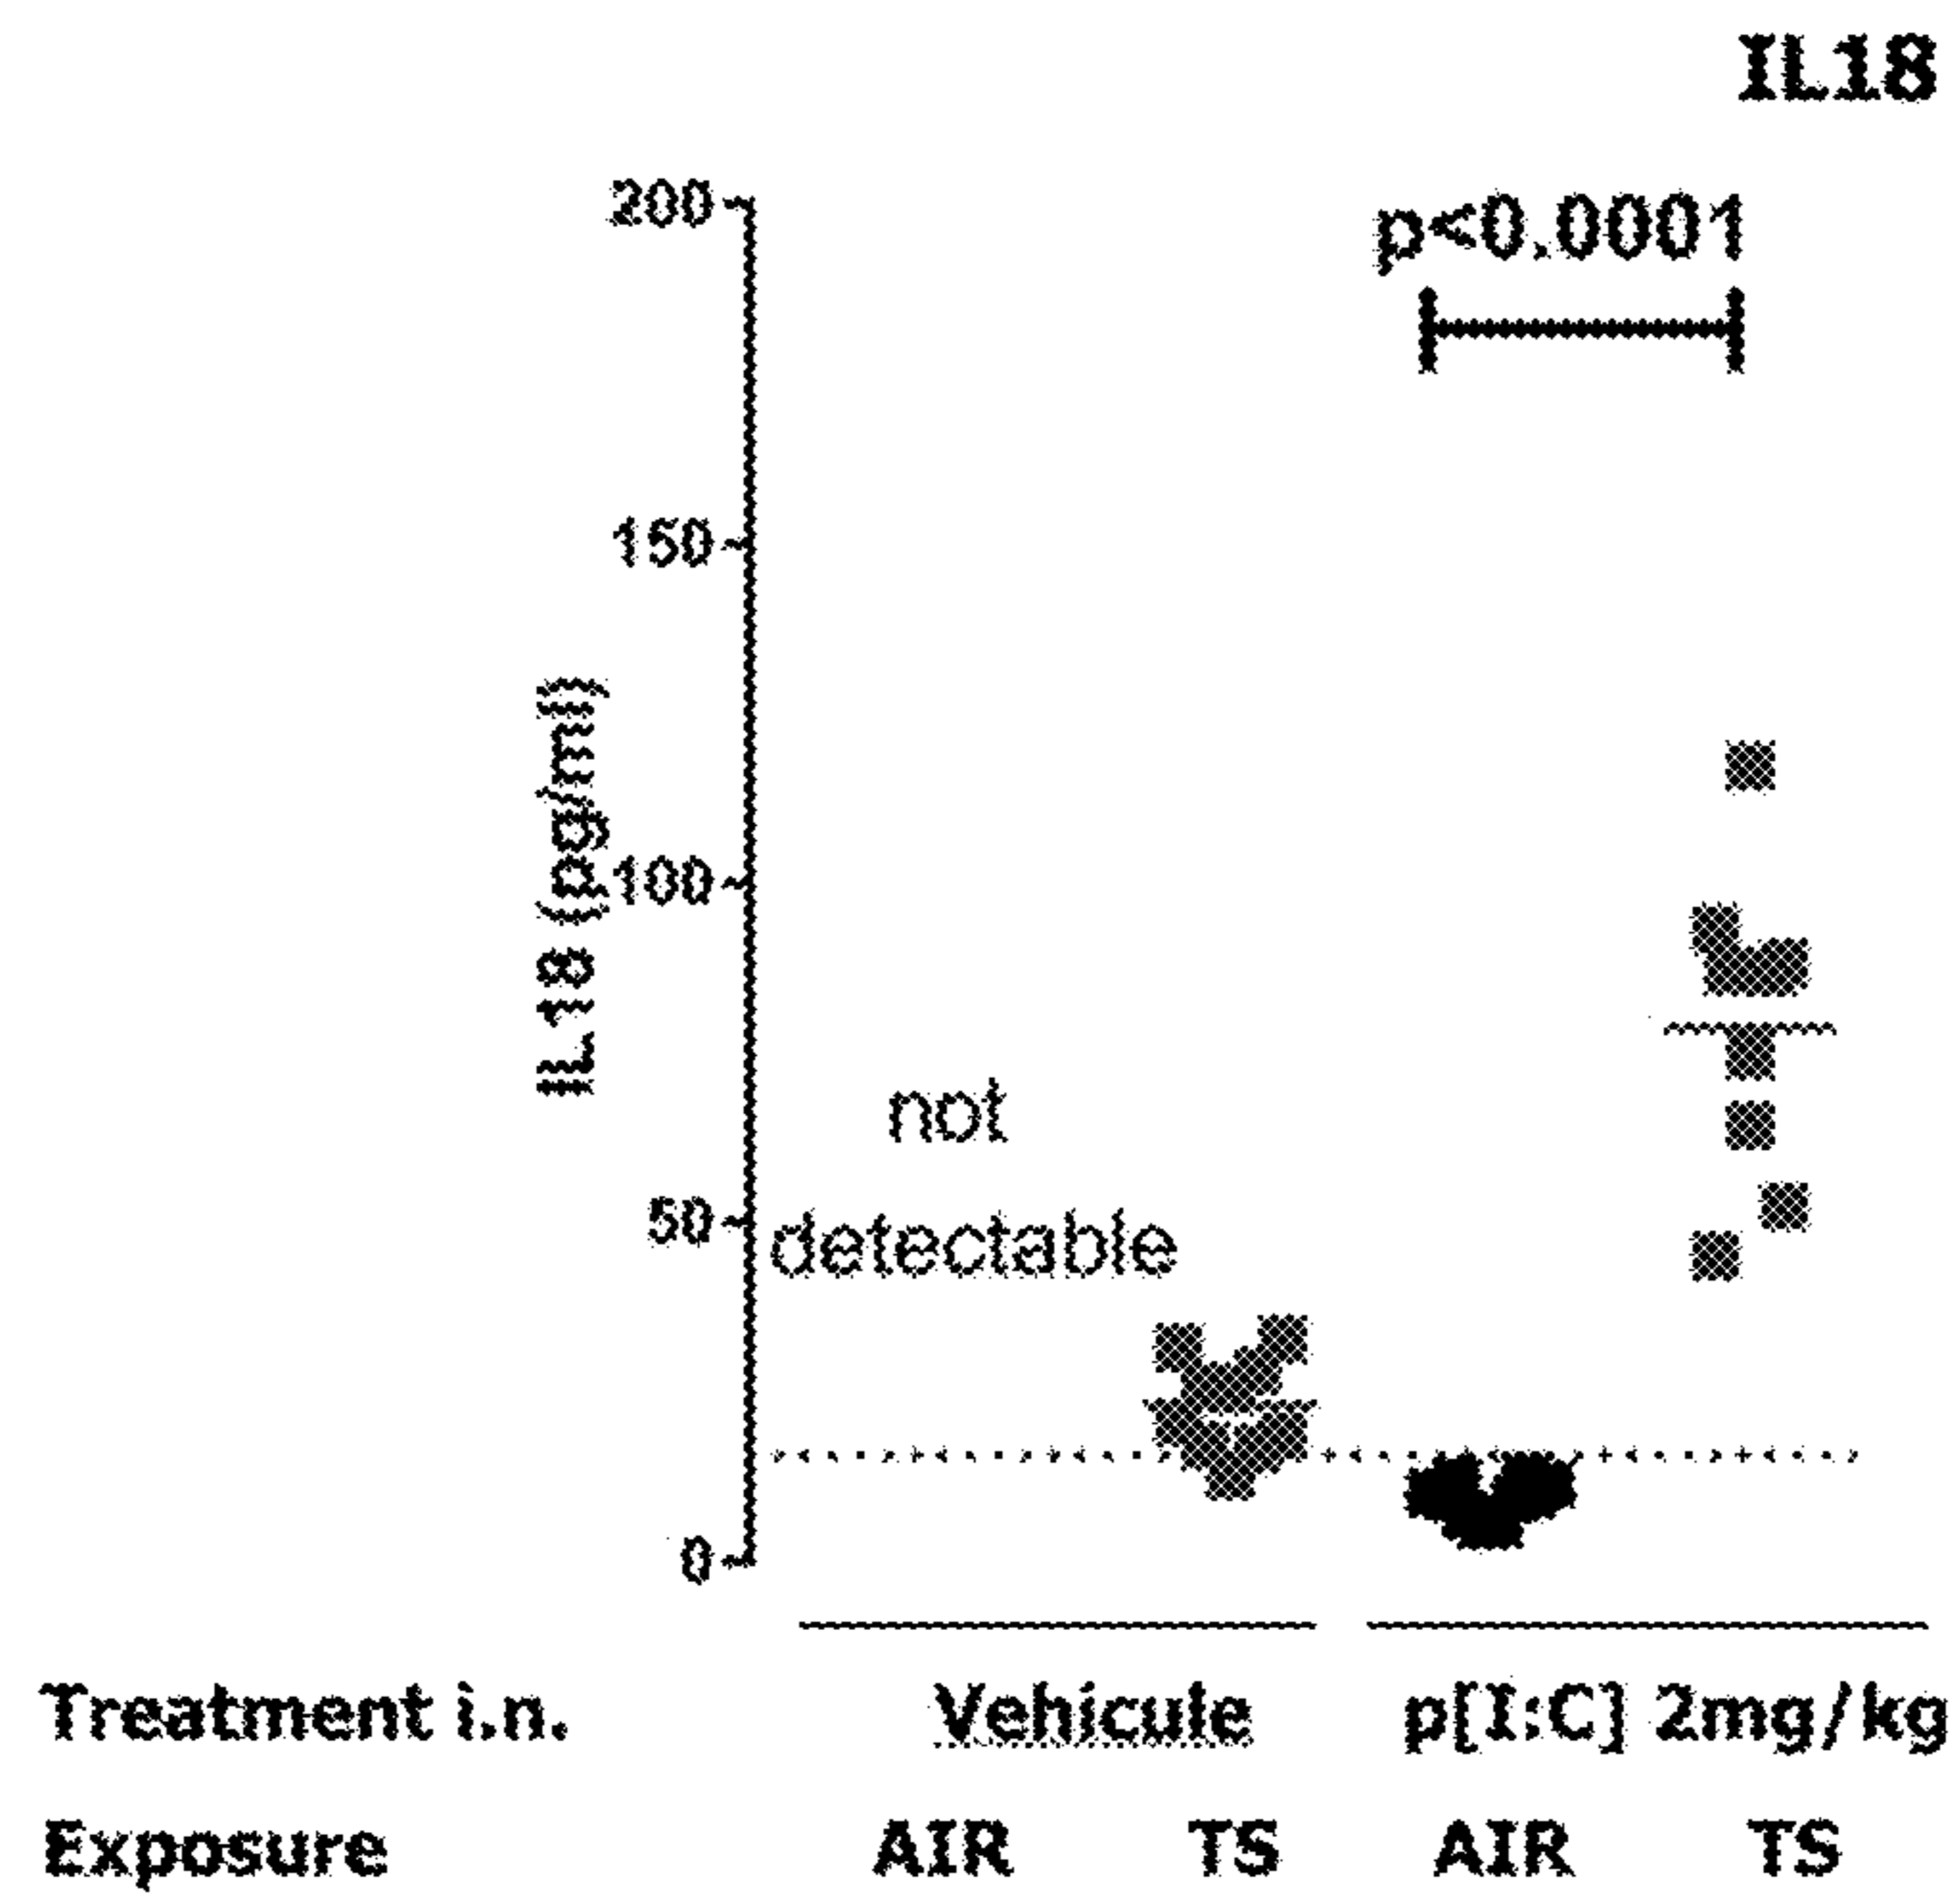 IL18
p<0.0001
200
150
100
50
0
IL18 (pg/ml)
not
detectable
Treatment i.n. Vehicule p[I:C] 2mg/kg
Exposure AIR TS AIR TS